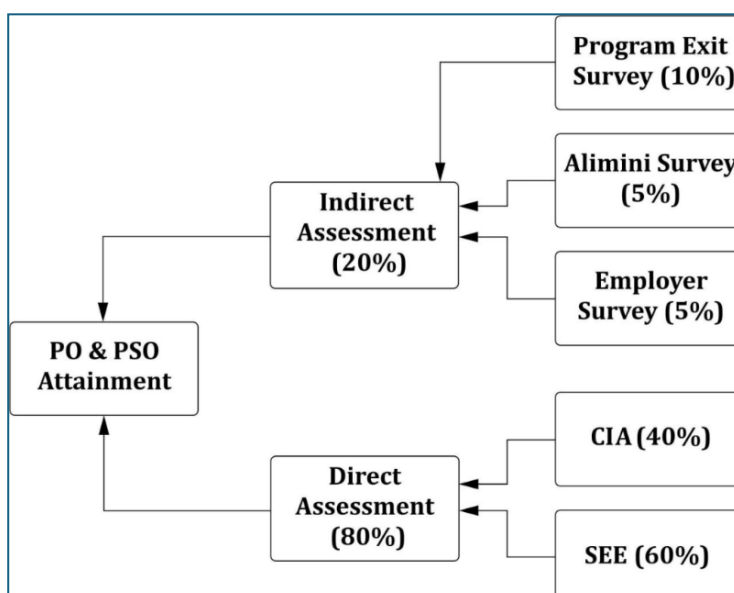 Program Exit
Survey (10%)
Alimini Survey
(5%)
Indirect
Assessment
(20%)
Employer
Survey (5%)
PO & PSO
Attainment
CIA (40%)
Direct
Assessment
(80%)
SEE (60%)